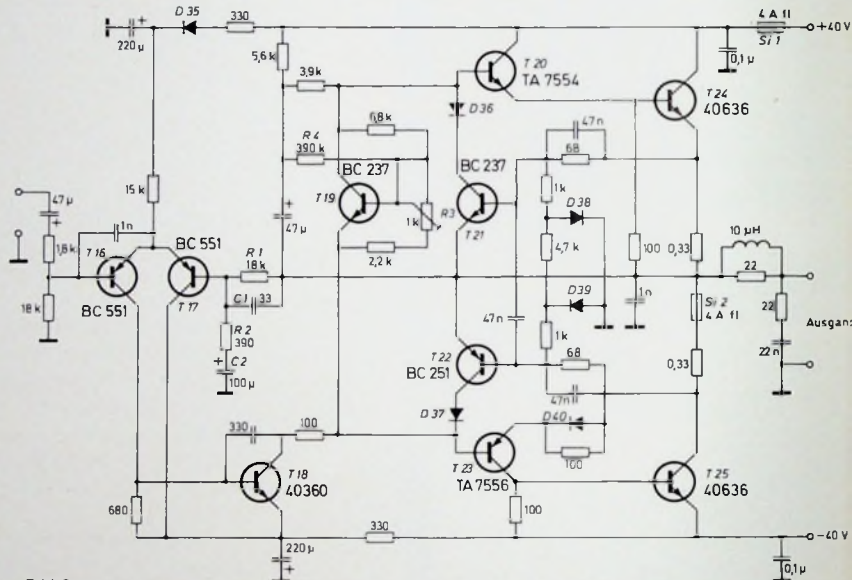 D 35
330
4 A fl
+40 V
220 µ
+
Si 1
0,1 µ
5,6 k
3,9 k
T 20
TA 7554
T 24
40636
D 36
6,8 k
47 n
68
R 4
390 k
BC 237
BC 237
15 k
T 19
R 3
1 k
T 21
1 k
D 38
47 µ
+
1,8 k
1 n
T 16
BC 551
+
47 µ
2,2 k
4,7 k
100
0,33
10 µH
R 1
18 k
22
18 k
BC 551
T 17
C 1
33
D 39
1 n
Si 2
4 A fl
22
Ausgang
R 2
390
47 n
1 k
T 22
BC 251
68
0,33
22 n
+
C 2
100 µ
47 n
D 37
D 40
330
100
100
T 18
40360
T 23
TA 7556
T 25
40636
680
100
330
-40 V
220 µ
+
0,1 µ